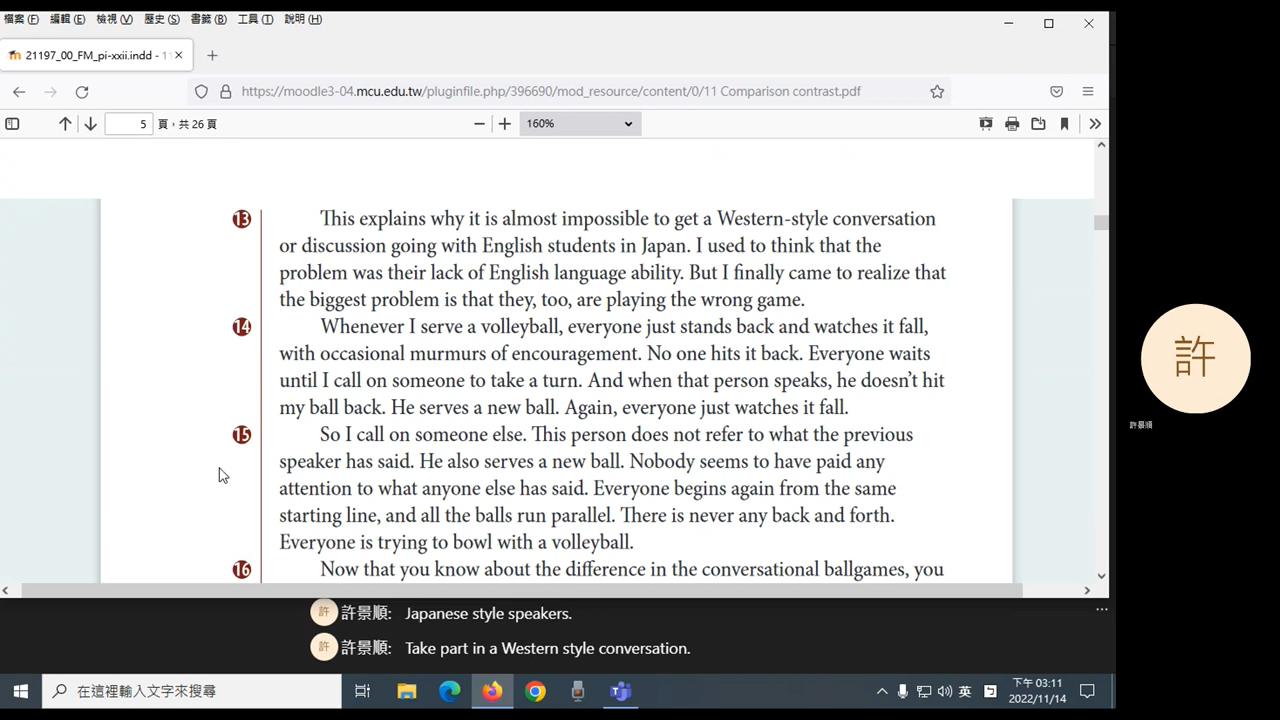 檔案(F) 編輯(E) 檢視(V) 歷史(S) 書籤(B) 工具(T) 說明(H)
21197_00_FM_pi-xxii.indd - 11
https://moodle3-04.mcu.edu.tw/pluginfile.php/396690/mod_resource/content/0/11 Comparison contrast.pdf
5 頁，共 26 頁 160%
13 This explains why it is almost impossible to get a Western-style conversation
or discussion going with English students in Japan. I used to think that the
problem was their lack of English language ability. But I finally came to realize that
the biggest problem is that they, too, are playing the wrong game.
14 Whenever I serve a volleyball, everyone just stands back and watches it fall,
with occasional murmurs of encouragement. No one hits it back. Everyone waits
until I call on someone to take a turn. And when that person speaks, he doesn't hit
my ball back. He serves a new ball. Again, everyone just watches it fall.
15 So I call on someone else. This person does not refer to what the previous
speaker has said. He also serves a new ball. Nobody seems to have paid any
attention to what anyone else has said. Everyone begins again from the same
starting line, and all the balls run parallel. There is never any back and forth.
Everyone is trying to bowl with a volleyball.
16 Now that you know about the difference in the conversational ballgames, you
許
許景順
許 許景順: Japanese style speakers.
許 許景順: Take part in a Western style conversation.
在這裡輸入文字來搜尋
英
下午 03:11
2022/11/14